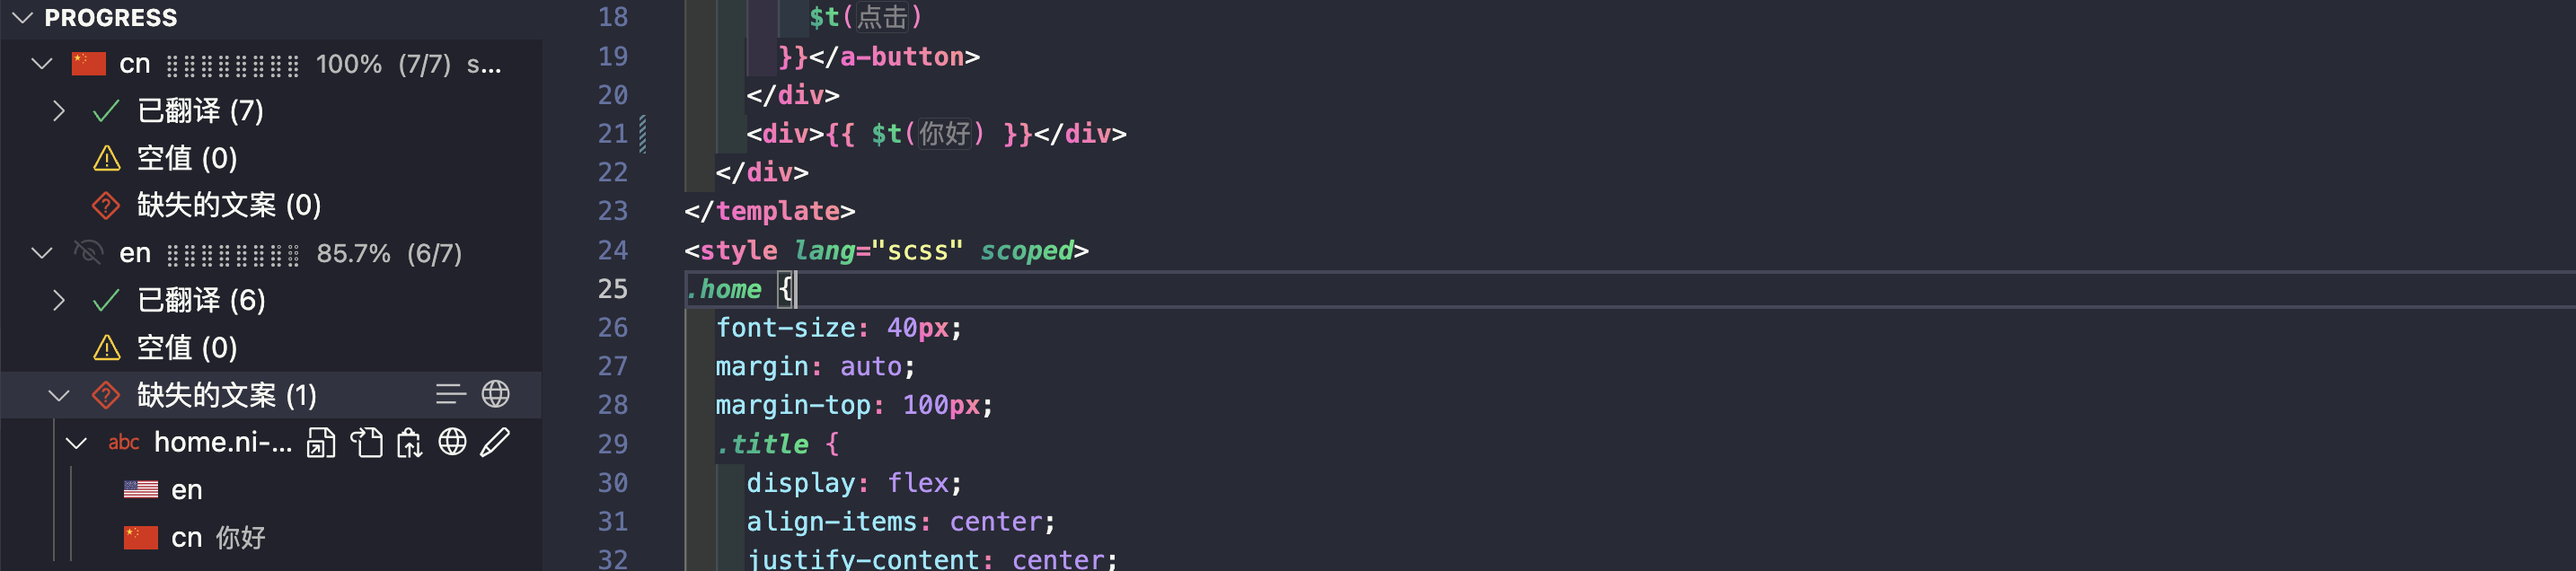 PROGRESS
cn 100% (7/7) s...
已翻译 (7)
空值 (0)
缺失的文案 (0)
en 85.7% (6/7)
已翻译 (6)
空值 (0)
缺失的文案 (1)
abc home.ni-...
en
cn 你好
18 $t(点击)
19 }}</a-button>
20 </div>
21 <div>{{ $t(你好) }}</div>
22 </div>
23 </template>
24 <style lang="scss" scoped>
25 .home {
26 font-size: 40px;
27 margin: auto;
28 margin-top: 100px;
29 .title {
30 display: flex;
31 align-items: center;
32 justify-content: center;